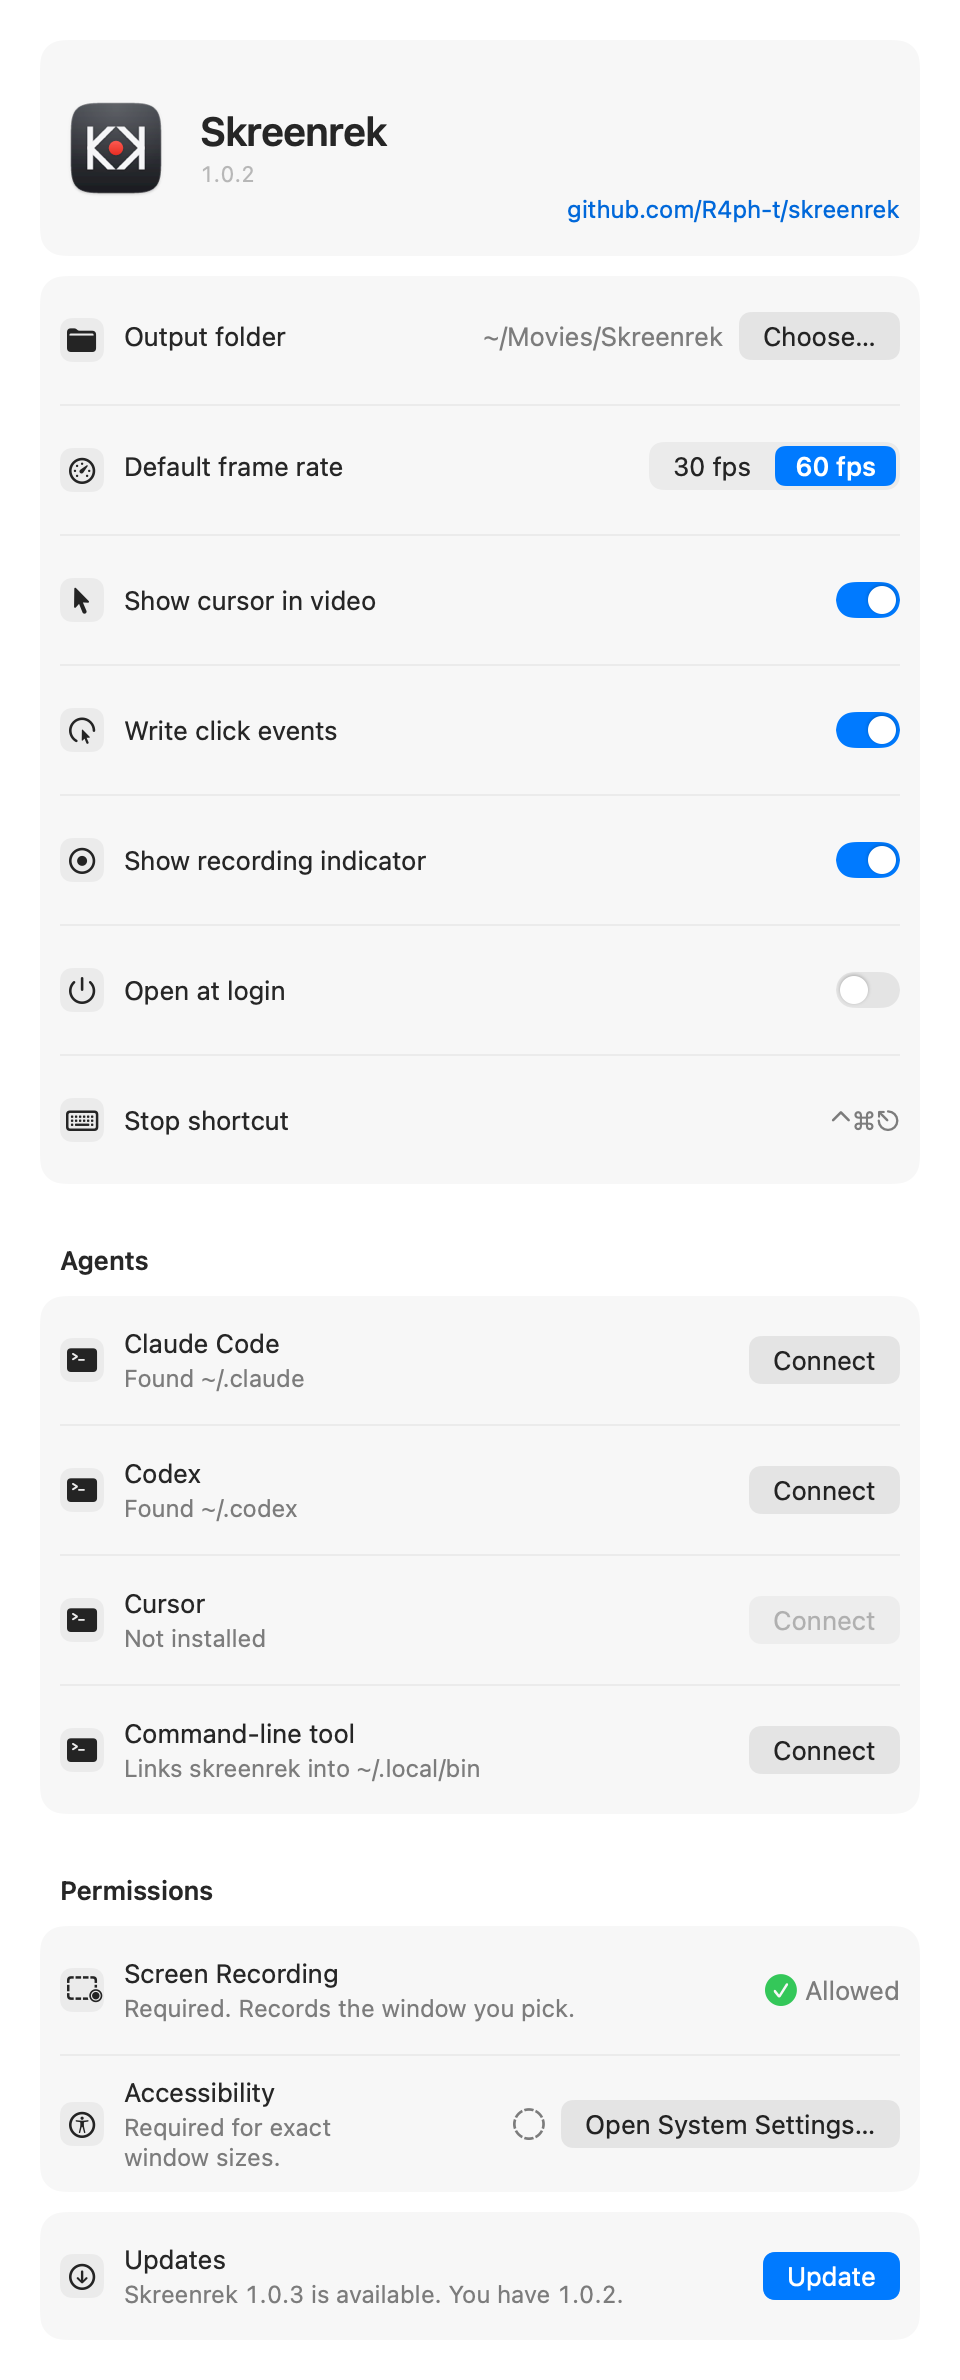 Skreenrek
1.0.2
github.com/R4ph-t/skreenrek
Output folder ~/Movies/Skreenrek Choose...
Default frame rate 30 fps 60 fps
Show cursor in video
Write click events
Show recording indicator
Open at login
Stop shortcut ^⌘⎋
Agents
Claude Code
Found ~/.claude
Connect
Codex
Found ~/.codex
Connect
Cursor
Not installed
Connect
Command-line tool
Links skreenrek into ~/.local/bin
Connect
Permissions
Screen Recording
Required. Records the window you pick.
Allowed
Accessibility
Required for exact
window sizes.
Open System Settings...
Updates
Skreenrek 1.0.3 is available. You have 1.0.2.
Update